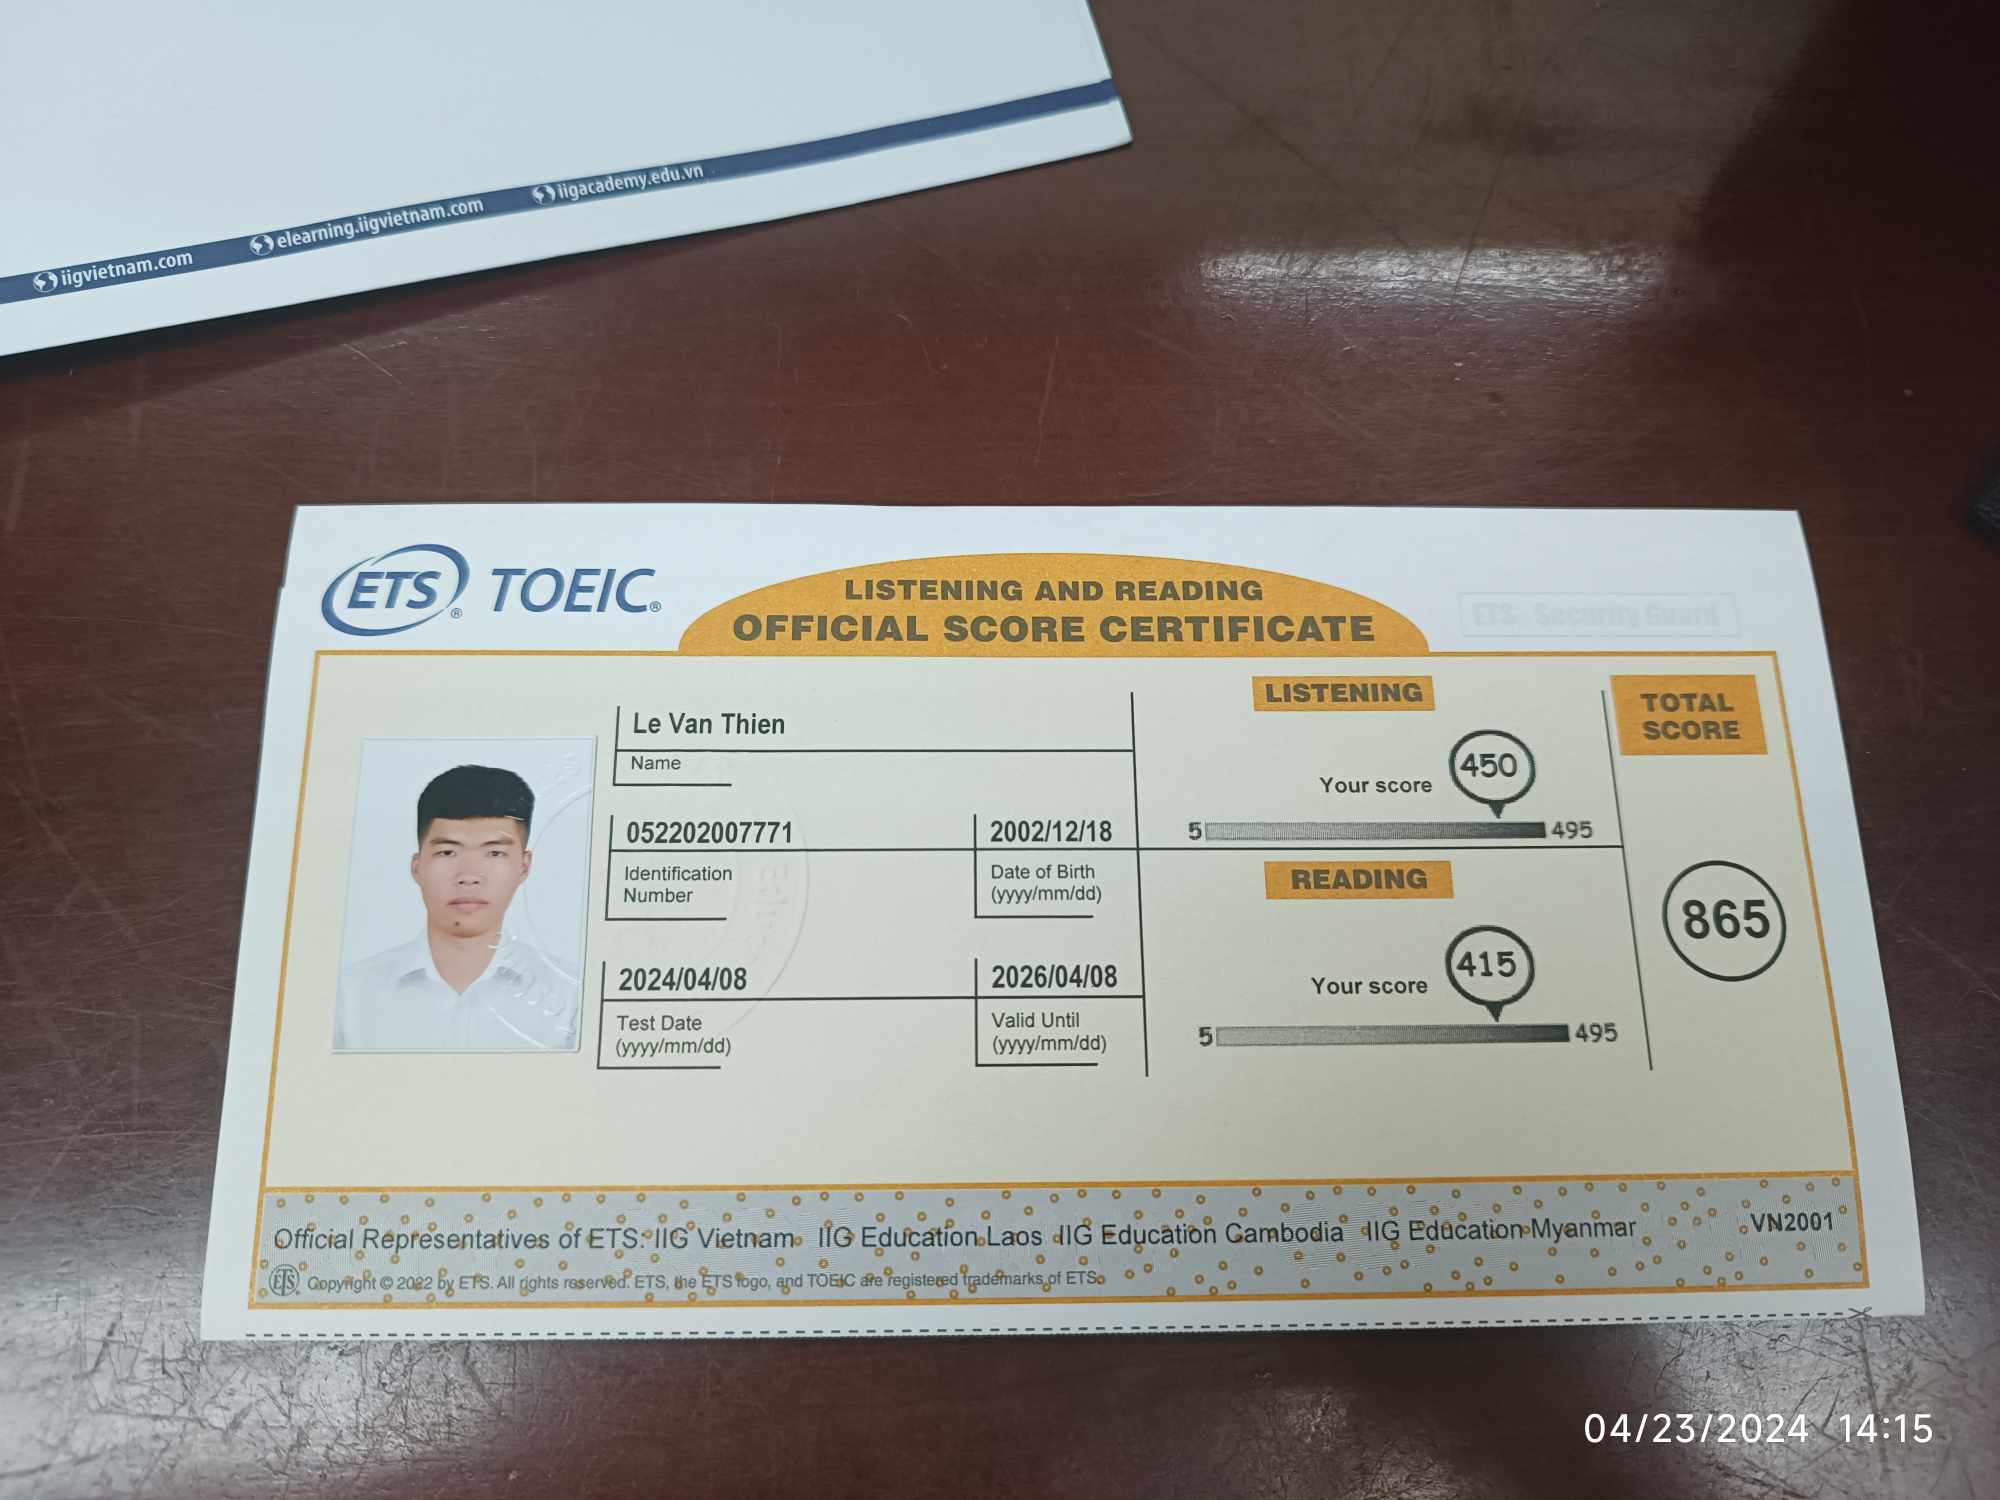 iigvietnam.com
elearning.iigvietnam.com
iigacademy.edu.vn
ETS® TOEIC®
LISTENING AND READING
OFFICIAL SCORE CERTIFICATE
ETS® Security Guard
Le Van Thien
Name
052202007771
Identification
Number
2002/12/18
Date of Birth
(yyyy/mm/dd)
2024/04/08
Test Date
(yyyy/mm/dd)
2026/04/08
Valid Until
(yyyy/mm/dd)
LISTENING
Your score 450
5 495
READING
Your score 415
5 495
TOTAL
SCORE
865
Official Representatives of ETS: IIG Vietnam IIG Education Laos IIG Education Cambodia IIG Education Myanmar
VN2001
ETS® Copyright © 2022 by ETS. All rights reserved. ETS, the ETS logo, and TOEIC are registered trademarks of ETS.
04/23/2024 14:15